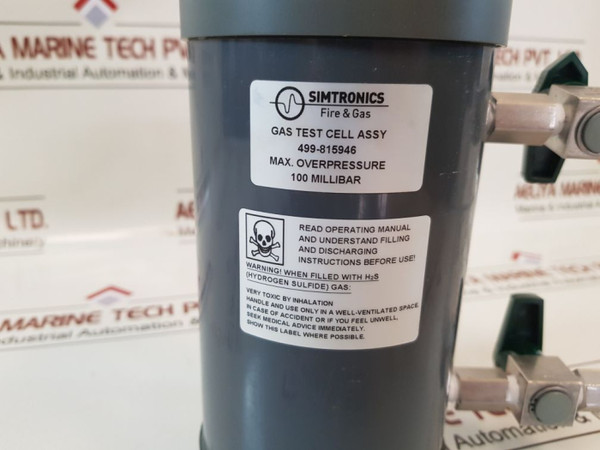 SIMTRONICS
Fire & Gas
GAS TEST CELL ASSY
499-815946
MAX. OVERPRESSURE
100 MILLIBAR
READ OPERATING MANUAL
AND UNDERSTAND FILLING
AND DISCHARGING
INSTRUCTIONS BEFORE USE!
WARNING! WHEN FILLED WITH H₂S
(HYDROGEN SULFIDE) GAS:
VERY TOXIC BY INHALATION
HANDLE AND USE ONLY IN A WELL-VENTILATED SPACE
IN CASE OF ACCIDENT OR IF YOU FEEL UNWELL,
SEEK MEDICAL ADVICE IMMEDIATELY.
SHOW THIS LABEL WHERE POSSIBLE.
MARINE TECH PVT
& Industrial Automation &
LTD.
Machinery
MARINE TECH PVT
& Industrial Automation &